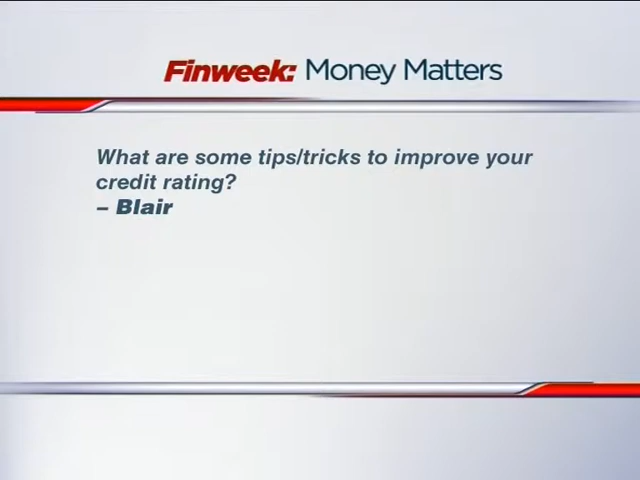 Finweek: Money Matters
What are some tips/tricks to improve your
credit rating?
– Blair